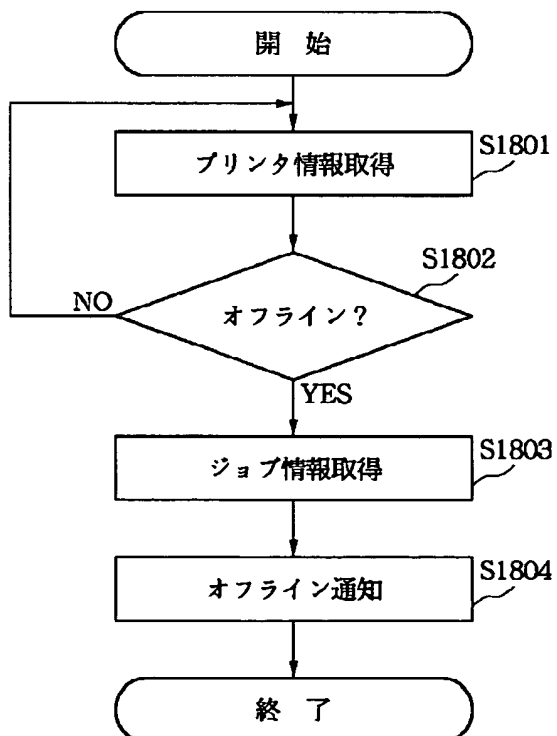 開 始
プリンタ情報取得
S1801
オフライン？
S1802
NO
YES
ジョブ情報取得
S1803
オフライン通知
S1804
終 了